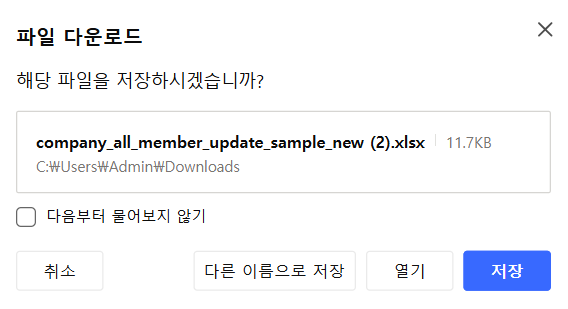 파일 다운로드
해당 파일을 저장하시겠습니까?
company_all_member_update_sample_new (2).xlsx 11.7KB
C:₩Users₩Admin₩Downloads
다음부터 물어보지 않기
취소 다른 이름으로 저장 열기 저장